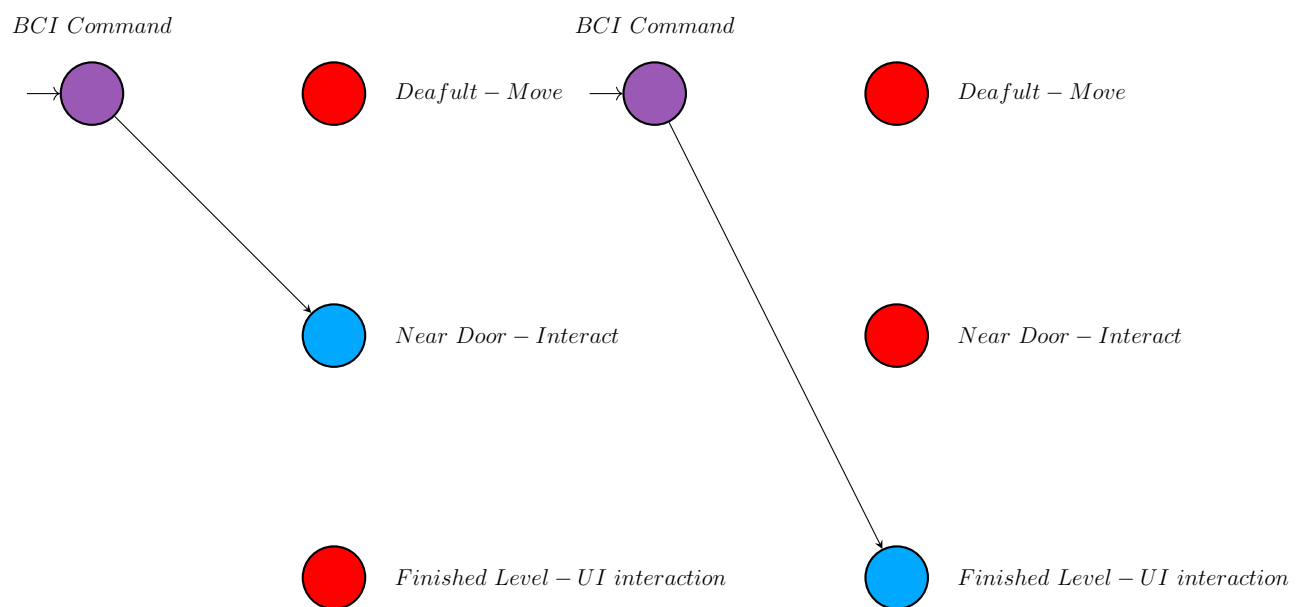 BCI Command
Deafult – Move
Near Door – Interact
Finished Level – UI interaction
BCI Command
Deafult – Move
Near Door – Interact
Finished Level – UI interaction